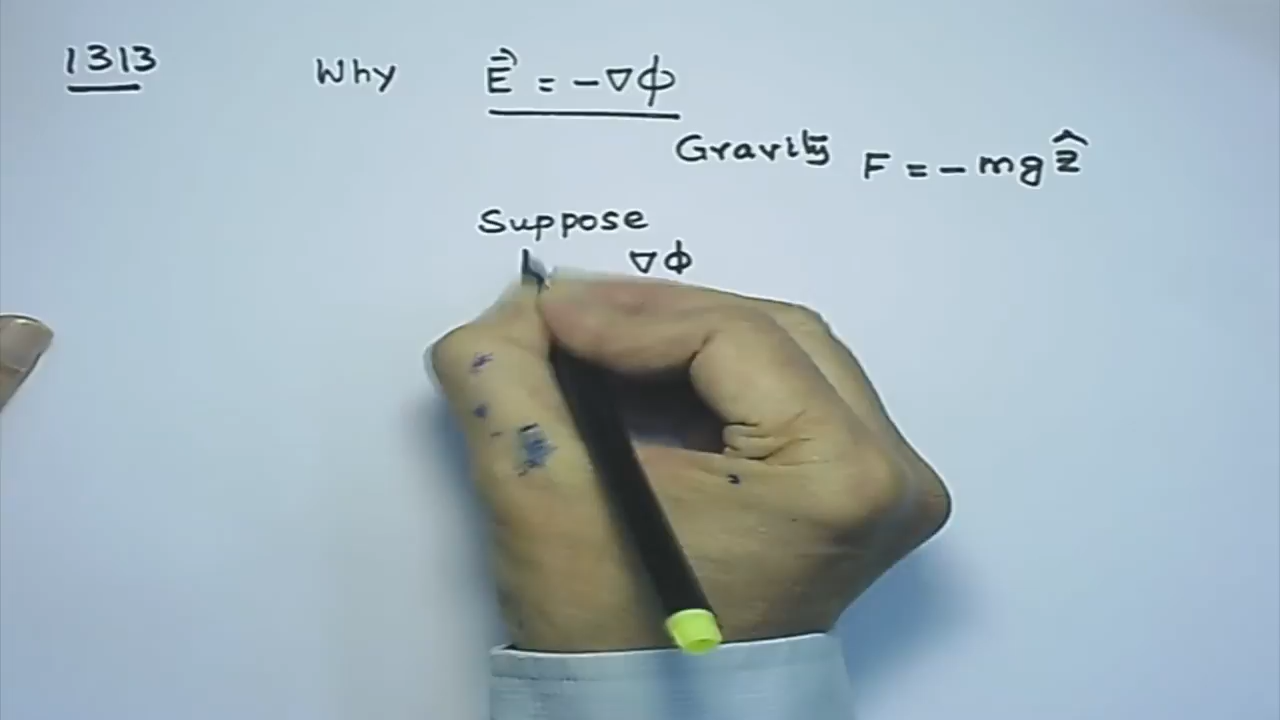 1313 Why E⃗ = -∇ϕ
Gravity F = -mg ẑ
Suppose
∇ϕ